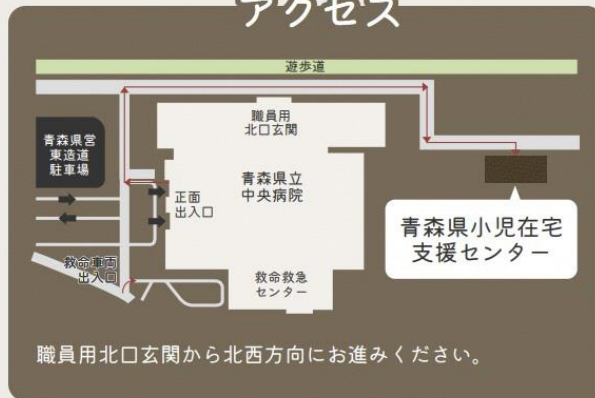 アクセス
遊歩道
職員用
北口玄関
青森県営
東造道
駐車場
青森県立
中央病院
正面
出入口
青森県小児在宅
支援センター
救命車両
出入口
救命救急
センター
職員用北口玄関から北西方向にお進みください。